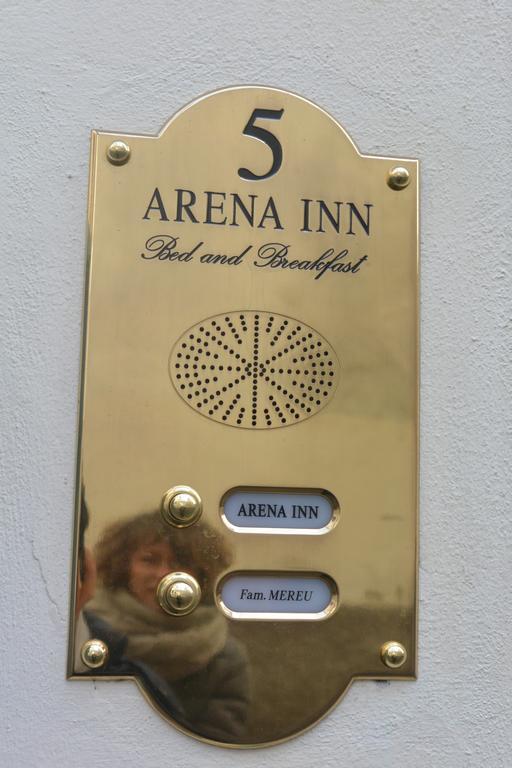 5
ARENA INN
Bed and Breakfast
ARENA INN
Fam. MEREU